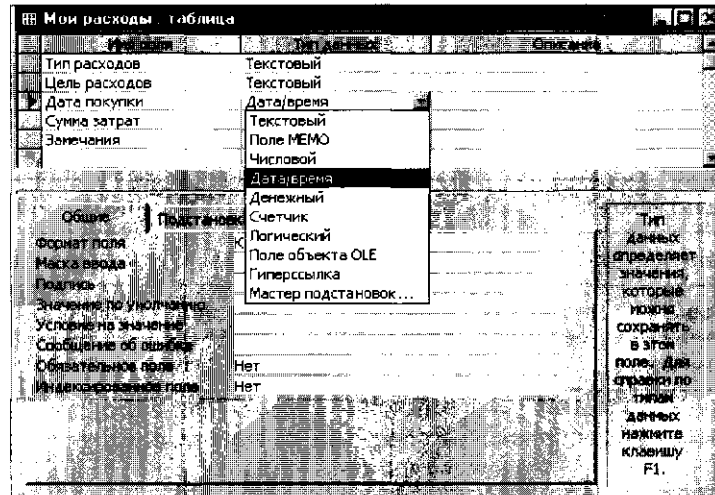 Мои расходы : таблица
Имя поля Тип данных Описание
Тип расходов Текстовый
Цель расходов Текстовый
Дата покупки Дата/время
Сумма затрат
Замечания
Текстовый
Поле MEMO
Числовой
Дата/время
Денежный
Счетчик
Логический
Поле объекта OLE
Гиперссылка
Мастер подстановок...
Общие Подстановк
Формат поля
Маска ввода
Подпись
Значение по умолчанию
Условие на значение
Сообщение об ошибке
Обязательное поле Нет
Индексированное поле Нет
Тип
данных
определяет
значения,
которые
можно
сохранять
в этом
поле. Для
справки по
типам
данных
нажмите
клавишу
F1.